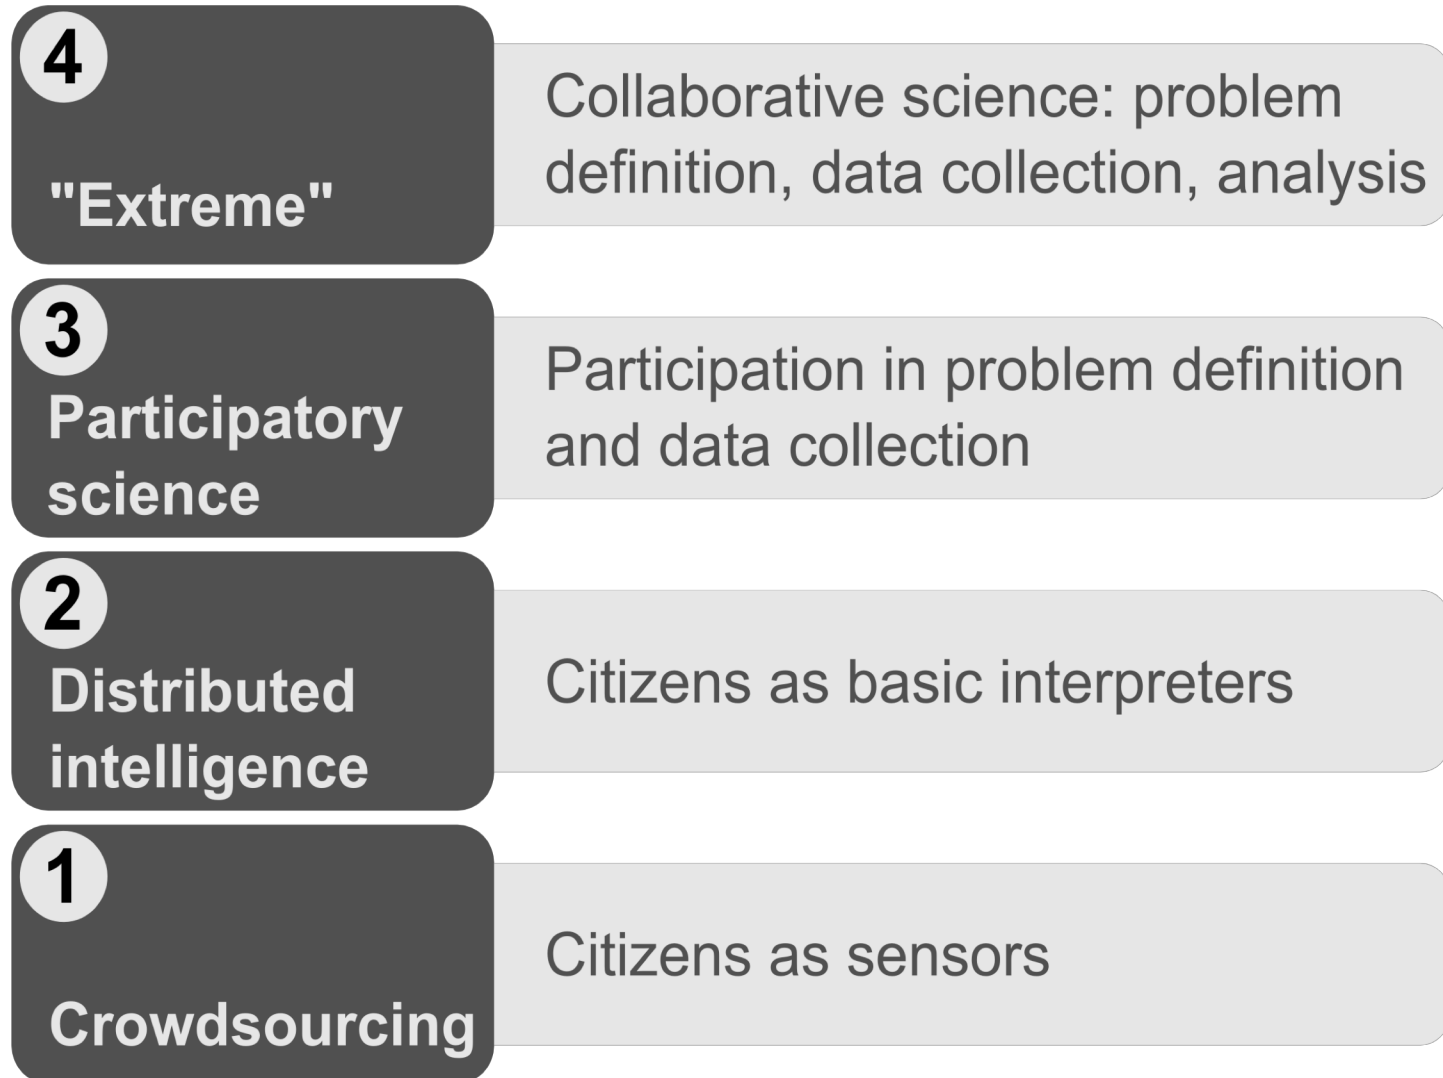 4
"Extreme"
Collaborative science: problem
definition, data collection, analysis
3
Participatory
science
Participation in problem definition
and data collection
2
Distributed
intelligence
Citizens as basic interpreters
1
Crowdsourcing
Citizens as sensors